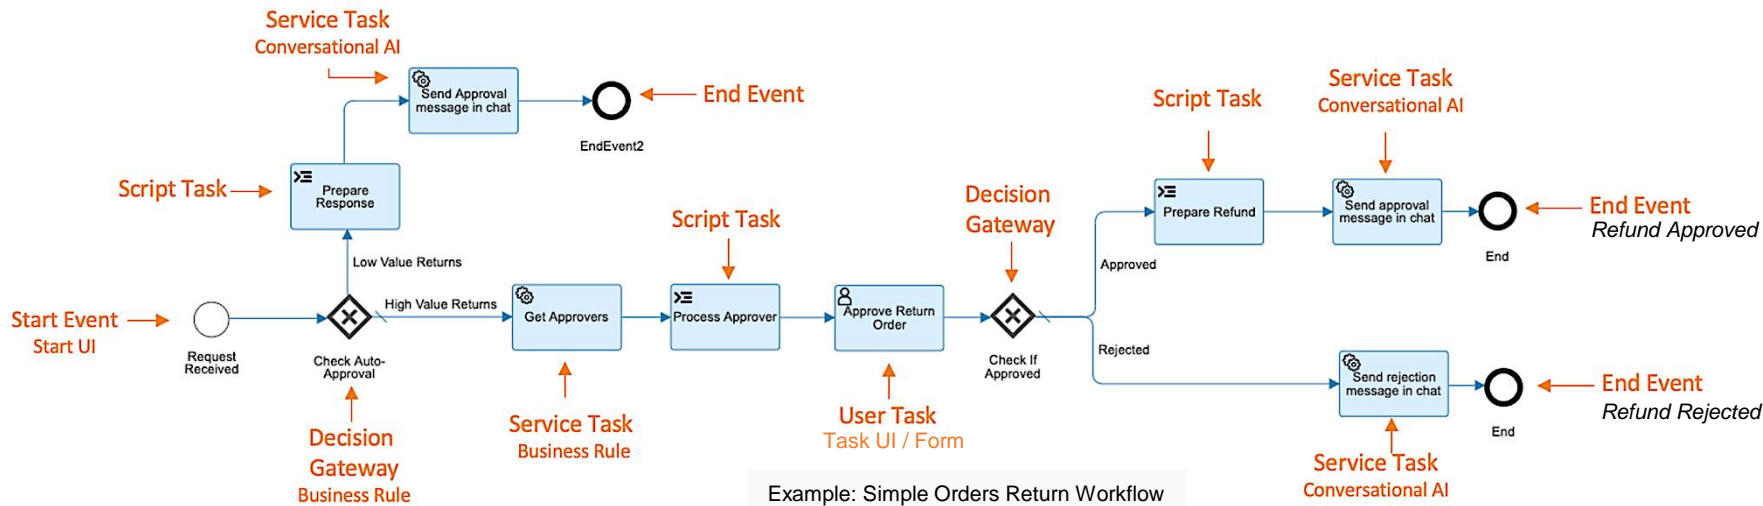 Service Task
Conversational AI
Send Approval
message in chat
End Event
EndEvent2
Script Task
Prepare
Response
Low Value Returns
High Value Returns
Start Event
Start UI
Request
Received
Check Auto-
Approval
Decision
Gateway
Business Rule
Get Approvers
Service Task
Business Rule
Script Task
Process Approver
Approve Return
Order
User Task
Task UI / Form
Decision
Gateway
Check If
Approved
Approved
Rejected
Script Task
Prepare Refund
Service Task
Conversational AI
Send approval
message in chat
End
End Event
Refund Approved
Send rejection
message in chat
End
End Event
Refund Rejected
Service Task
Conversational AI
Example: Simple Orders Return Workflow